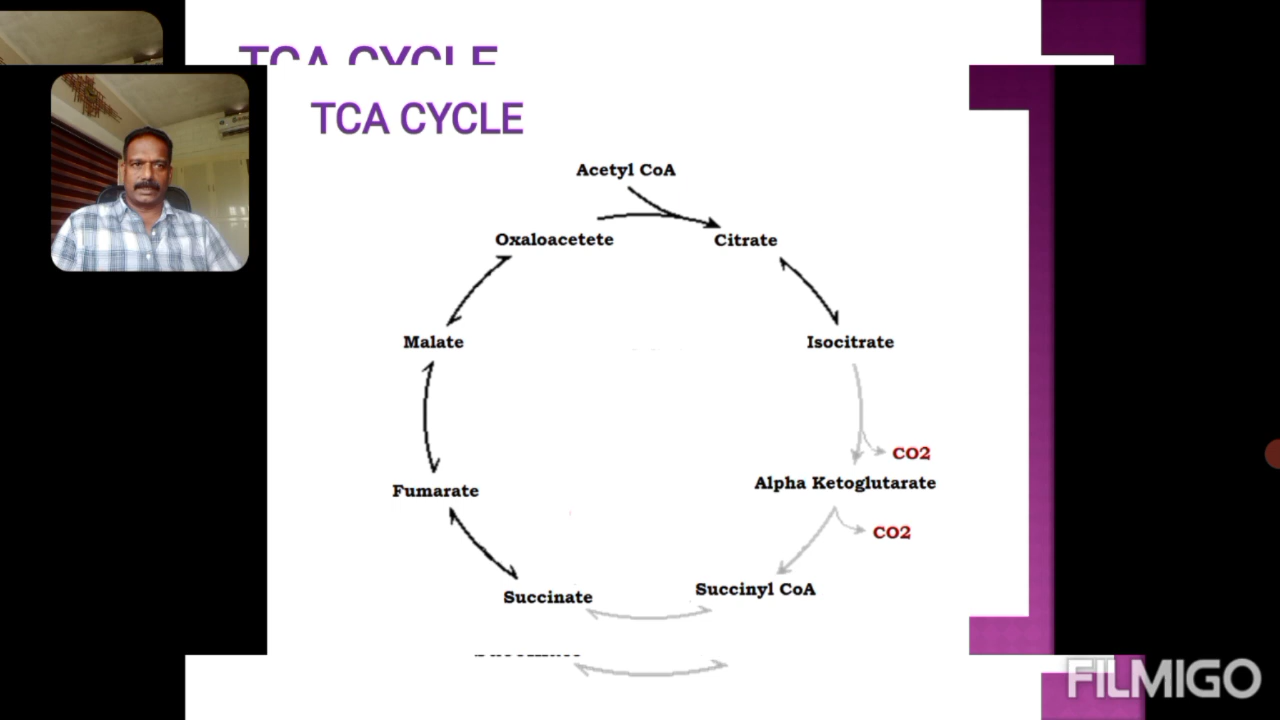 TCA CYCLE
TCA CYCLE
Acetyl CoA
Oxaloacetete
Citrate
Malate
Isocitrate
CO2
Alpha Ketoglutarate
Fumarate
CO2
Succinyl CoA
Succinate
FILMIGO